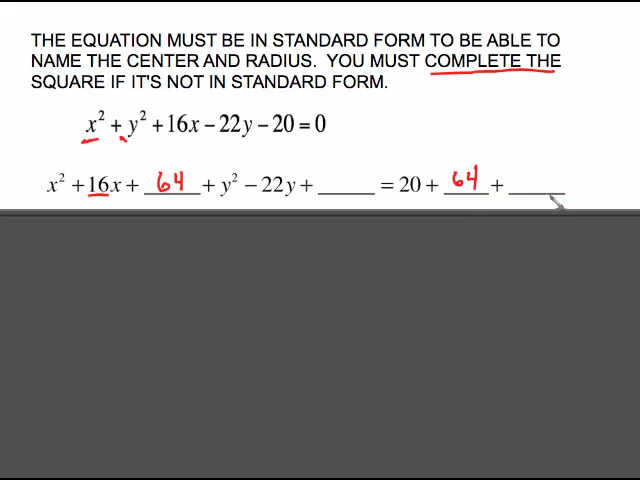 THE EQUATION MUST BE IN STANDARD FORM TO BE ABLE TO
NAME THE CENTER AND RADIUS. YOU MUST COMPLETE THE
SQUARE IF IT'S NOT IN STANDARD FORM.
x² + y² + 16x − 22y − 20 = 0
x² + 16x + 64 + y² − 22y + ____ = 20 + 64 + ____